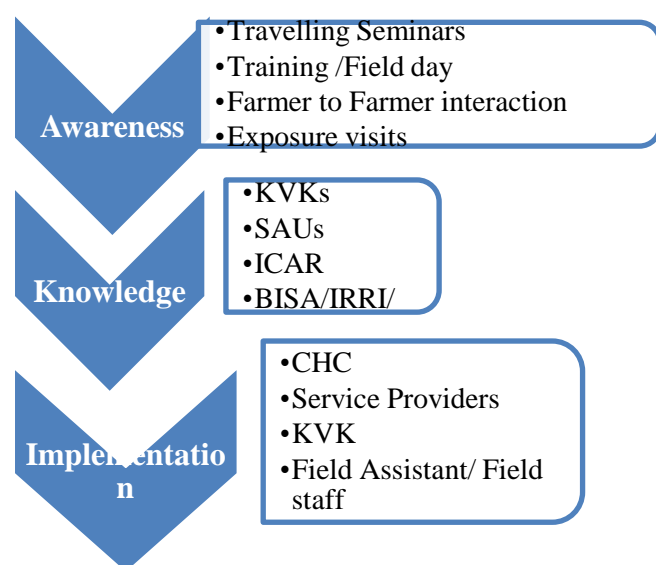 Awareness
•Travelling Seminars
•Training /Field day
•Farmer to Farmer interaction
•Exposure visits
Knowledge
•KVKs
•SAUs
•ICAR
•BISA/IRRI/
Implementatio
n
•CHC
•Service Providers
•KVK
•Field Assistant/ Field
staff